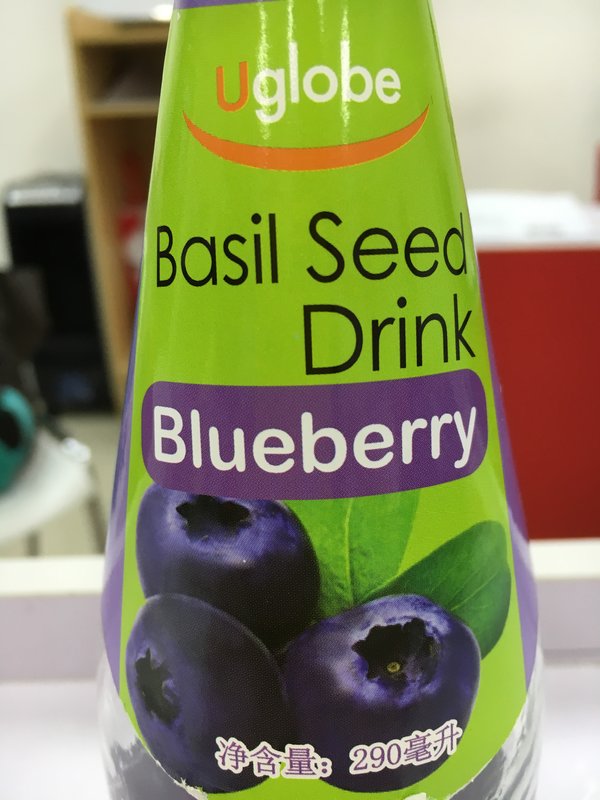 Uglobe
Basil Seed
Drink
Blueberry
净含量：290毫升